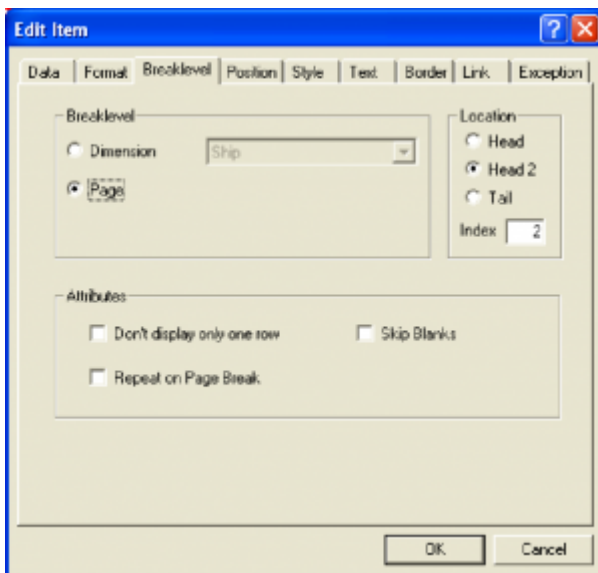 Edit Item
Data Format Breaklevel Position Style Text Border Link Exception
Breaklevel
Dimension Ship
Page
Location
Head
Head 2
Tail
Index 2
Attributes
Don't display only one row Skip Blanks
Repeat on Page Break
OK Cancel